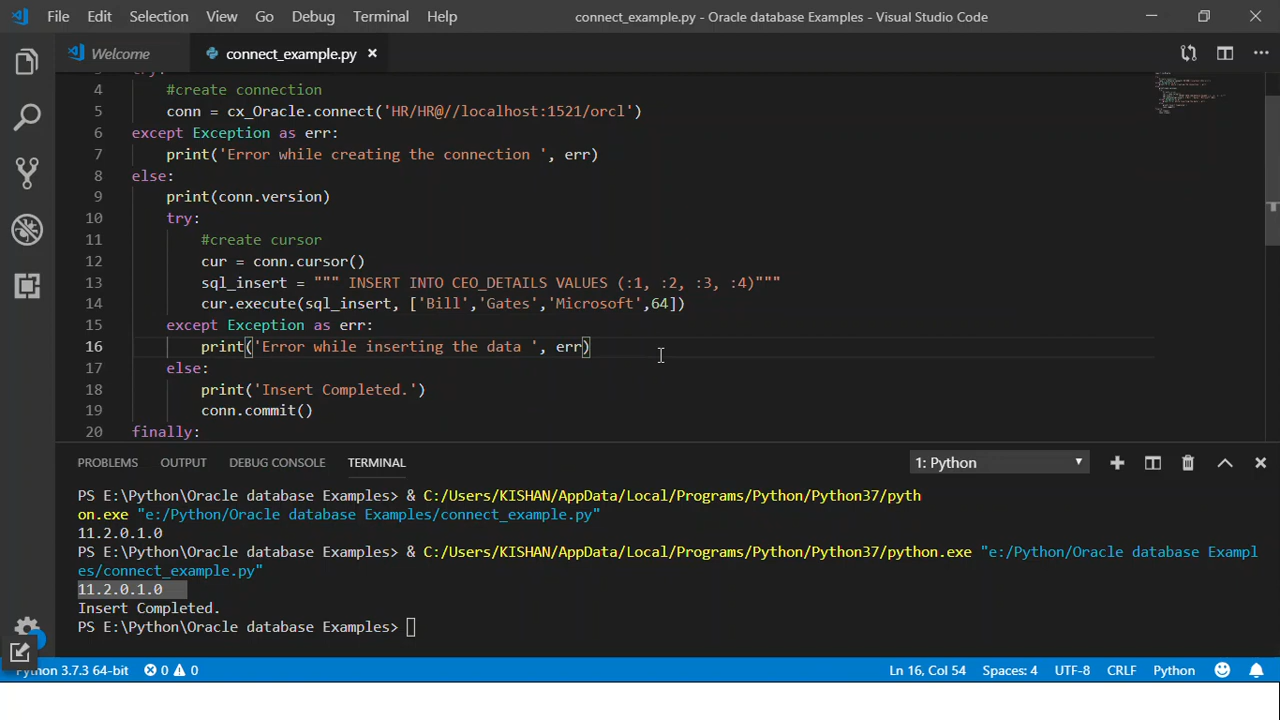 File Edit Selection View Go Debug Terminal Help connect_example.py - Oracle database Examples - Visual Studio Code
Welcome connect_example.py
4 #create connection
5 conn = cx_Oracle.connect('HR/HR@//localhost:1521/orcl')
6 except Exception as err:
7 print('Error while creating the connection ', err)
8 else:
9 print(conn.version)
10 try:
11 #create cursor
12 cur = conn.cursor()
13 sql_insert = """ INSERT INTO CEO_DETAILS VALUES (:1, :2, :3, :4)"""
14 cur.execute(sql_insert, ['Bill','Gates','Microsoft',64])
15 except Exception as err:
16 print('Error while inserting the data ', err)
17 else:
18 print('Insert Completed.')
19 conn.commit()
20 finally:
PROBLEMS OUTPUT DEBUG CONSOLE TERMINAL 1: Python
PS E:\Python\Oracle database Examples> & C:/Users/KISHAN/AppData/Local/Programs/Python/Python37/pyth
on.exe "e:/Python/Oracle database Examples/connect_example.py"
11.2.0.1.0
PS E:\Python\Oracle database Examples> & C:/Users/KISHAN/AppData/Local/Programs/Python/Python37/python.exe "e:/Python/Oracle database Exampl
es/connect_example.py"
11.2.0.1.0
Insert Completed.
PS E:\Python\Oracle database Examples>
Python 3.7.3 64-bit 0 0 Ln 16, Col 54 Spaces: 4 UTF-8 CRLF Python